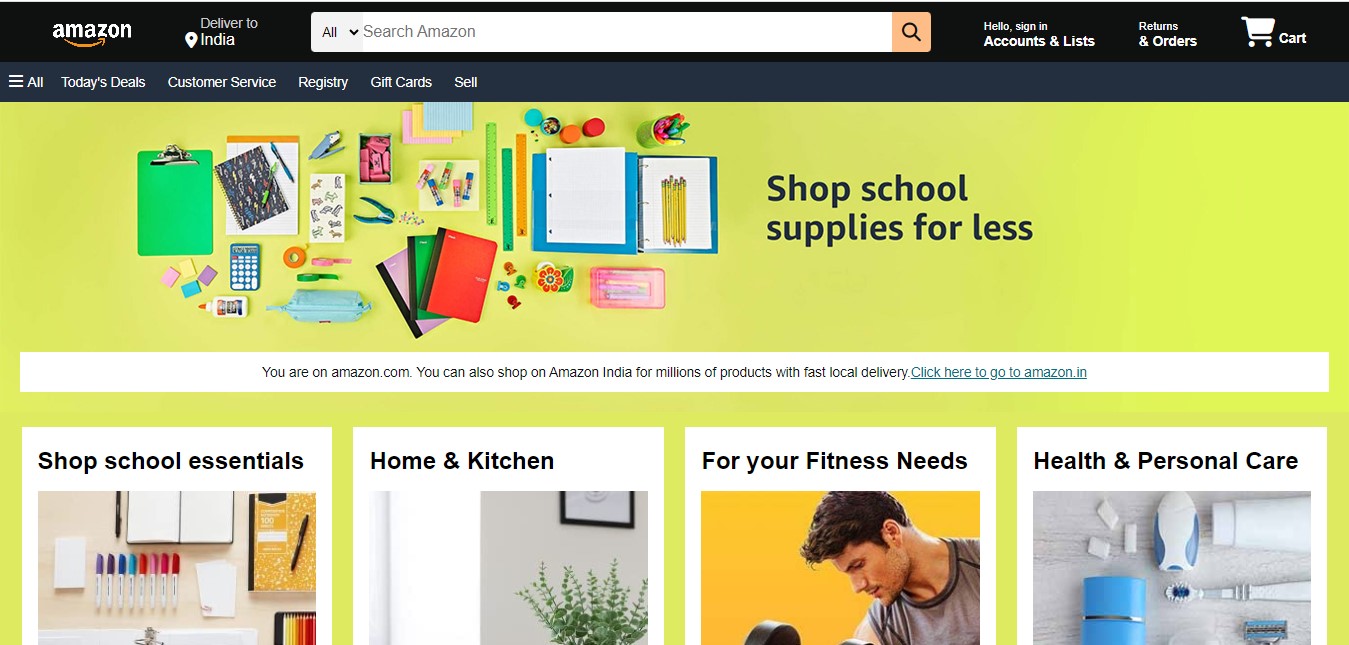 amazon
Deliver to
India
All
Search Amazon
Hello, sign in
Accounts & Lists
Returns
& Orders
Cart
All
Today's Deals
Customer Service
Registry
Gift Cards
Sell
Shop school
supplies for less
You are on amazon.com. You can also shop on Amazon India for millions of products with fast local delivery.Click here to go to amazon.in
Shop school essentials
Home & Kitchen
For your Fitness Needs
Health & Personal Care
100